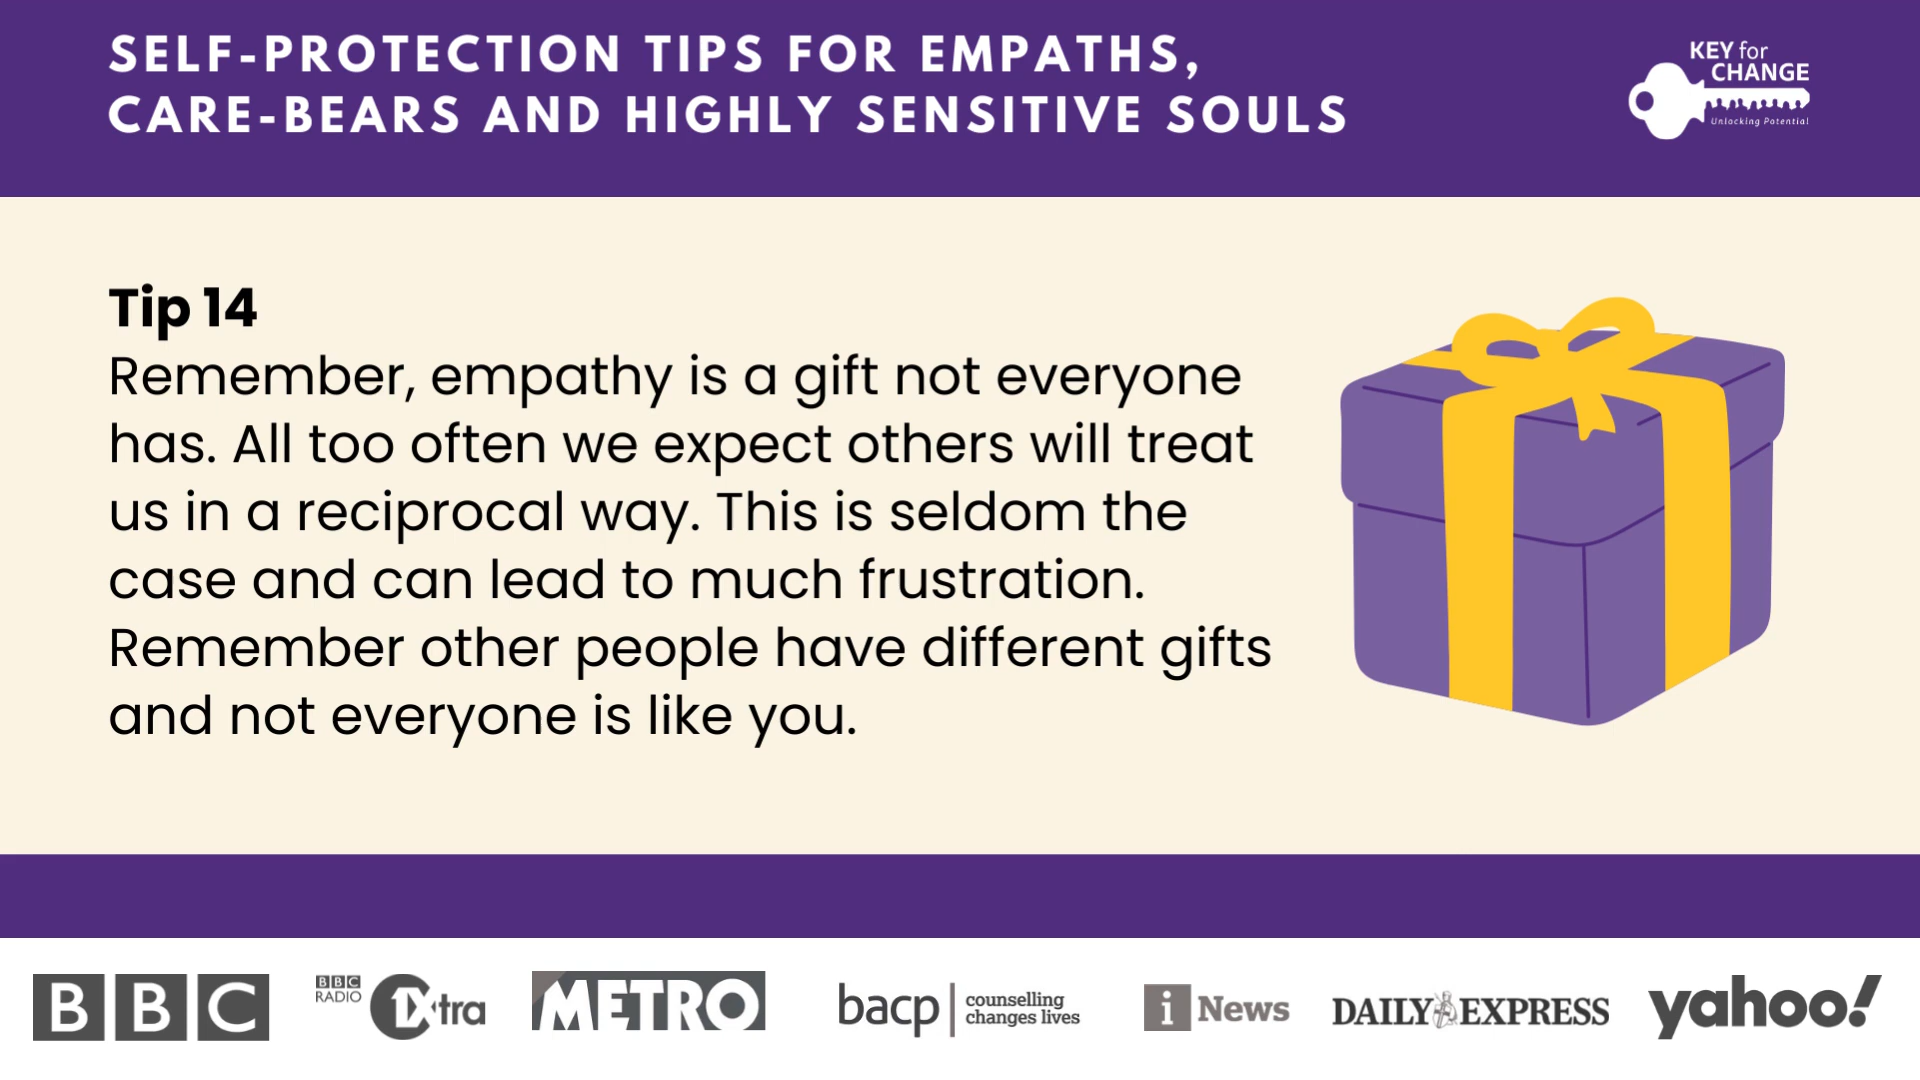 SELF-PROTECTION TIPS FOR EMPATHS,
CARE-BEARS AND HIGHLY SENSITIVE SOULS
KEY for
CHANGE
Unlocking Potential
Tip 14
Remember, empathy is a gift not everyone
has. All too often we expect others will treat
us in a reciprocal way. This is seldom the
case and can lead to much frustration.
Remember other people have different gifts
and not everyone is like you.
BBC
BBC
RADIO
1Xtra
METRO
bacp
counselling
changes lives
i News
DAILY EXPRESS
yahoo!